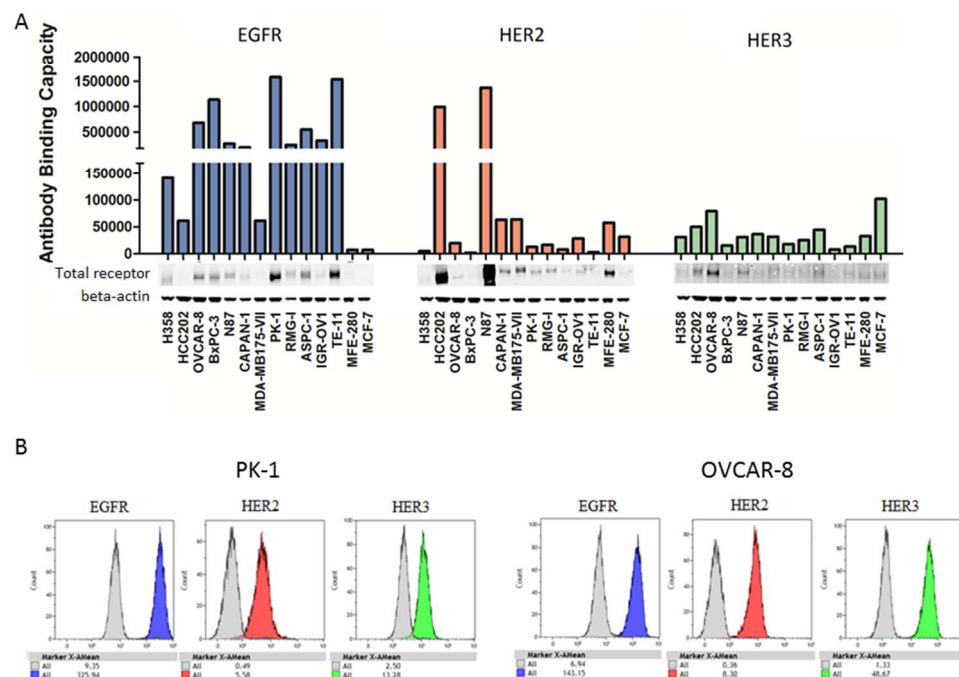 A
EGFR
HER2
HER3
Antibody Binding Capacity
2000000
1500000
1000000
500000
150000
100000
50000
0
Total receptor
beta-actin
H358
HCC202
OVCAR-8
BxPC-3
N87
CAPAN-1
MDA-MB175-VII
PK-1
RMG-I
ASPC-1
IGR-OV1
TE-11
MFE-280
MCF-7
H358
HCC202
OVCAR-8
BxPC-3
N87
CAPAN-1
MDA-MB175-VII
PK-1
RMG-I
ASPC-1
IGR-OV1
TE-11
MFE-280
MCF-7
H358
HCC202
OVCAR-8
BxPC-3
N87
CAPAN-1
MDA-MB175-VII
PK-1
RMG-I
ASPC-1
IGR-OV1
TE-11
MFE-280
MCF-7
B
PK-1
OVCAR-8
EGFR
HER2
HER3
EGFR
HER2
HER3
Count
Count
Count
Count
Count
Count
Marker X-AMean
All 9.35
All 325.94
Marker X-AMean
All 0.49
All 5.58
Marker X-AMean
All 2.50
All 13.28
Marker X-AMean
All 6.94
All 143.15
Marker X-AMean
All 0.36
All 8.30
Marker X-AMean
All 1.33
All 48.67